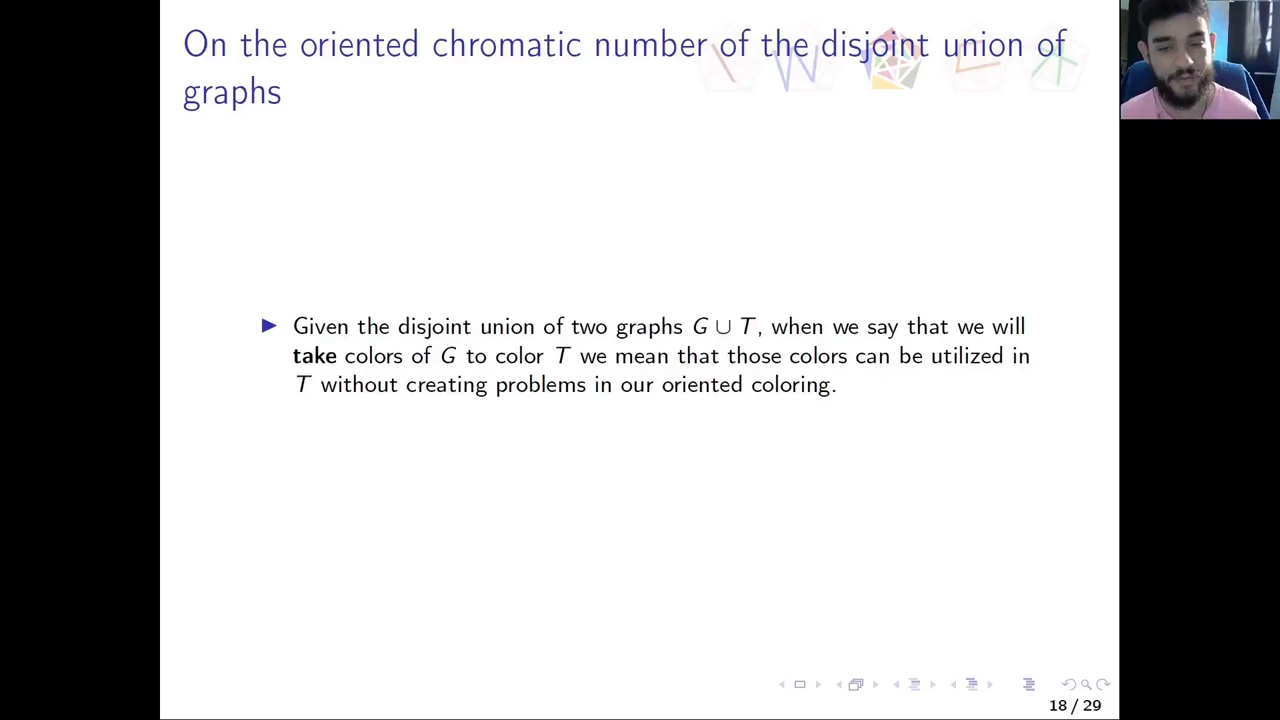 On the oriented chromatic number of the disjoint union of
graphs
▶ Given the disjoint union of two graphs G ∪ T, when we say that we will
take colors of G to color T we mean that those colors can be utilized in
T without creating problems in our oriented coloring.
18 / 29